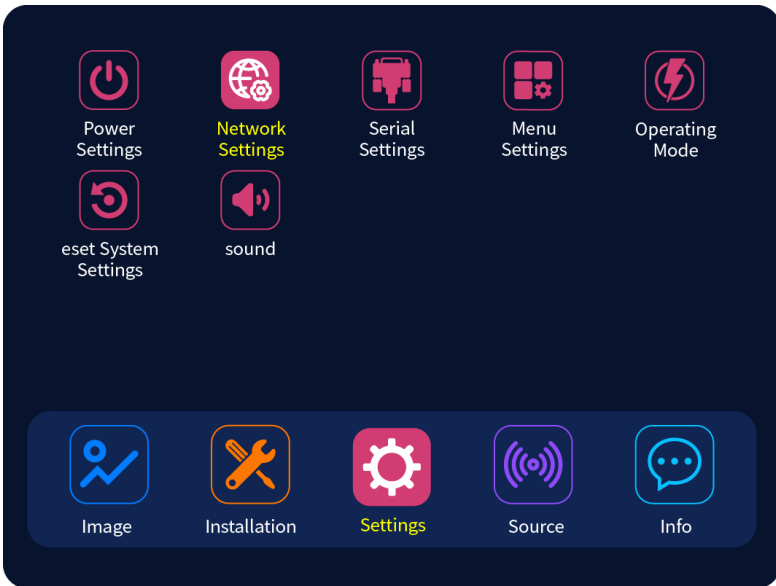 Power
Settings
Network
Settings
Serial
Settings
Menu
Settings
Operating
Mode
eset System
Settings
sound
Image
Installation
Settings
Source
Info